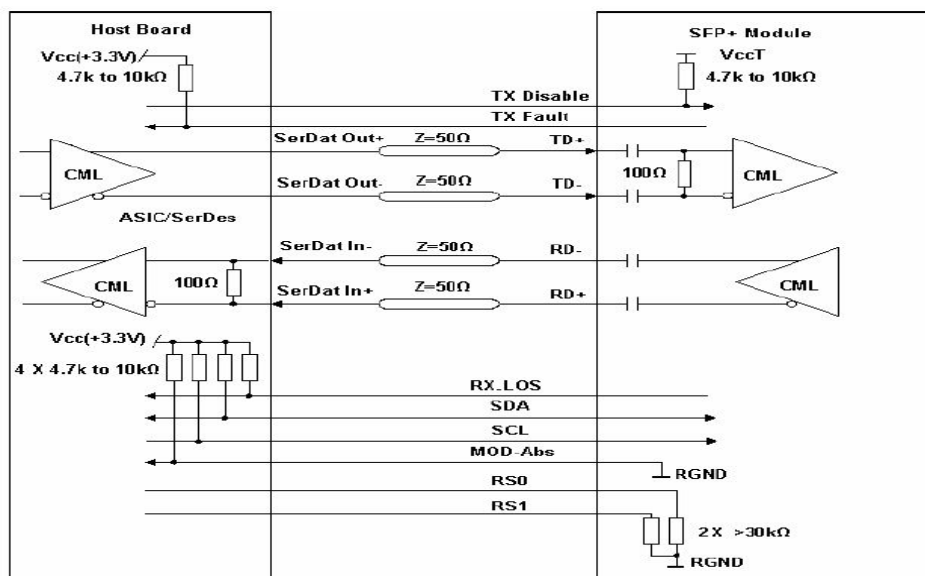 Host Board
SFP+ Module
Vcc(+3.3V)
4.7k to 10kΩ
VccT
4.7k to 10kΩ
TX Disable
TX Fault
SerDat Out+
Z=50Ω
TD+
CML
100Ω
CML
SerDat Out-
Z=50Ω
TD-
ASIC/SerDes
SerDat In-
Z=50Ω
RD-
CML
100Ω
CML
SerDat In+
Z=50Ω
RD+
Vcc(+3.3V)
4 X 4.7k to 10kΩ
RX-LOS
SDA
SCL
MOD-Abs
RGND
RS0
RS1
2X >30kΩ
RGND